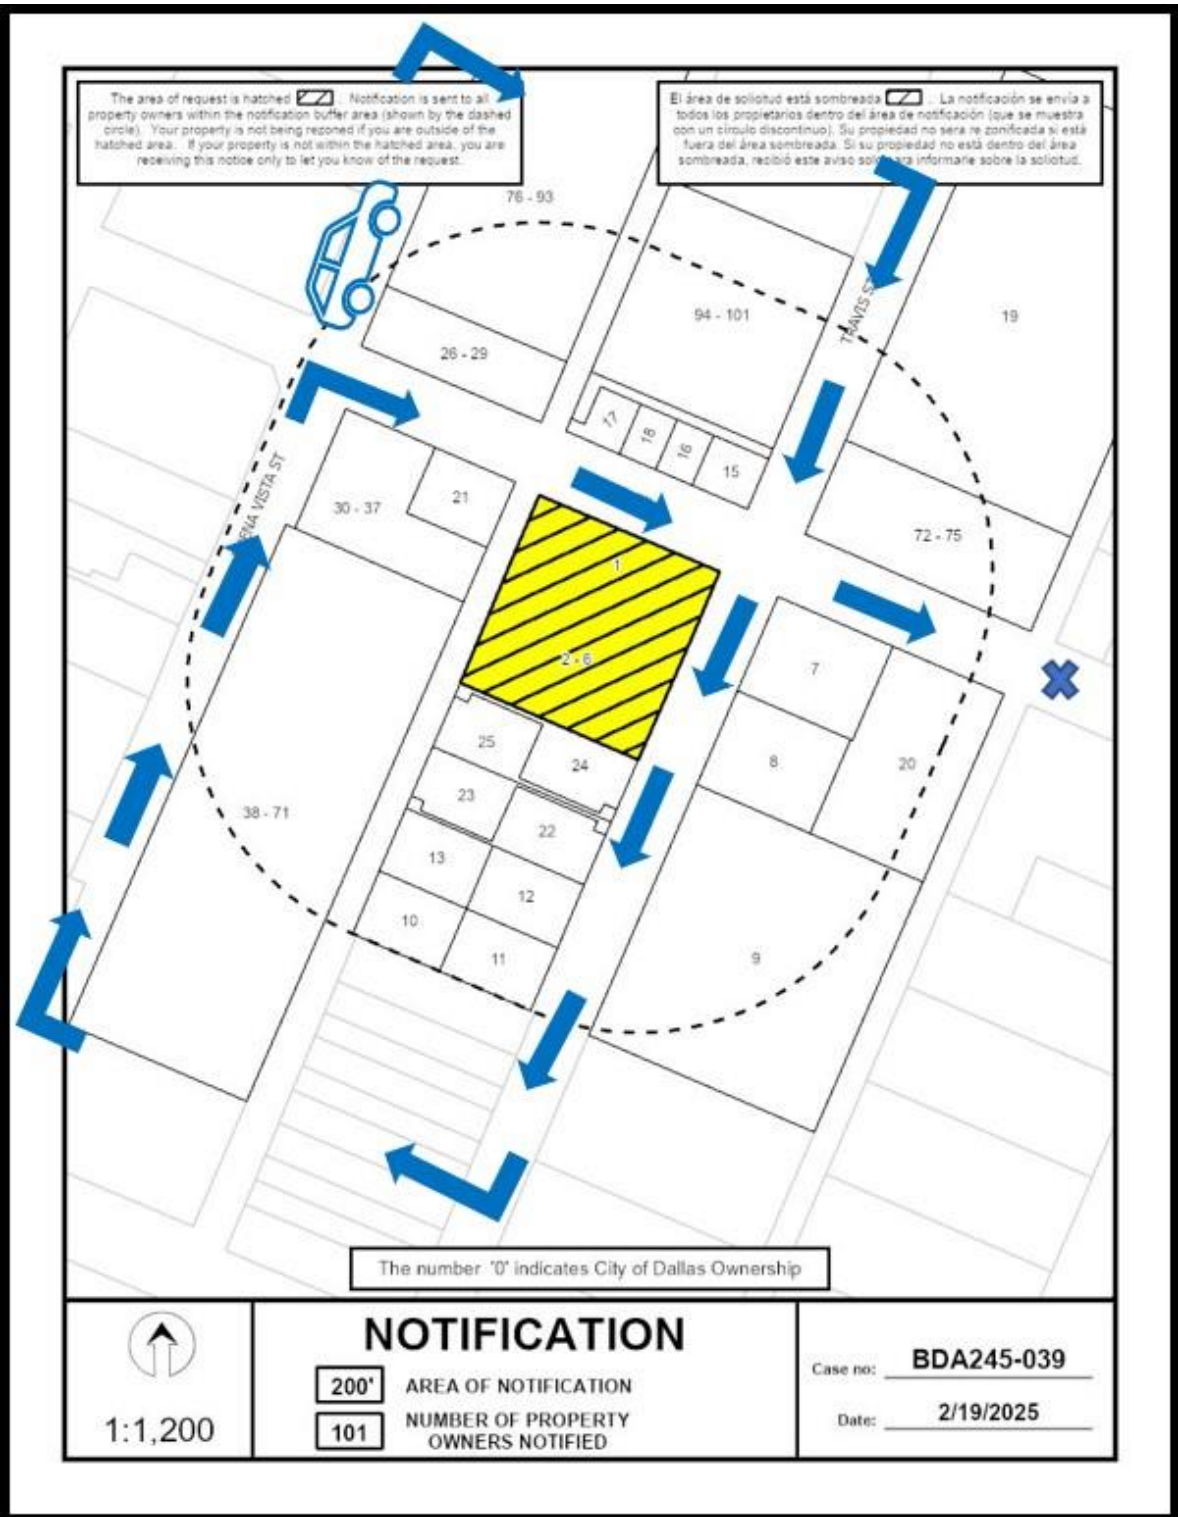 The area of request is hatched . Notification is sent to all
property owners within the notification buffer area (shown by the dashed
circle). Your property is not being rezoned if you are outside of the
hatched area. If your property is not within the hatched area, you are
receiving this notice only to let you know of the request.
El área de solicitud está sombreada . La notificación se envía a
todos los propietarios dentro del área de notificación (que se muestra
con un círculo discontinuo). Su propiedad no sera re zonificada si está
fuera del área sombreada. Si su propiedad no está dentro del área
sombreada, recibió este aviso informarle sobre la solicitud.
76 - 93
94 - 101
19
TRAVIS
26 - 29
17
18
16
15
21
30 - 37
ENA VISTA ST
72 - 75
1
2 - 6
7
8
20
25
24
23
22
38 - 71
13
12
10
11
9
The number '0' indicates City of Dallas Ownership
1:1,200
NOTIFICATION
200' AREA OF NOTIFICATION
101 NUMBER OF PROPERTY
OWNERS NOTIFIED
Case no: BDA245-039
Date: 2/19/2025